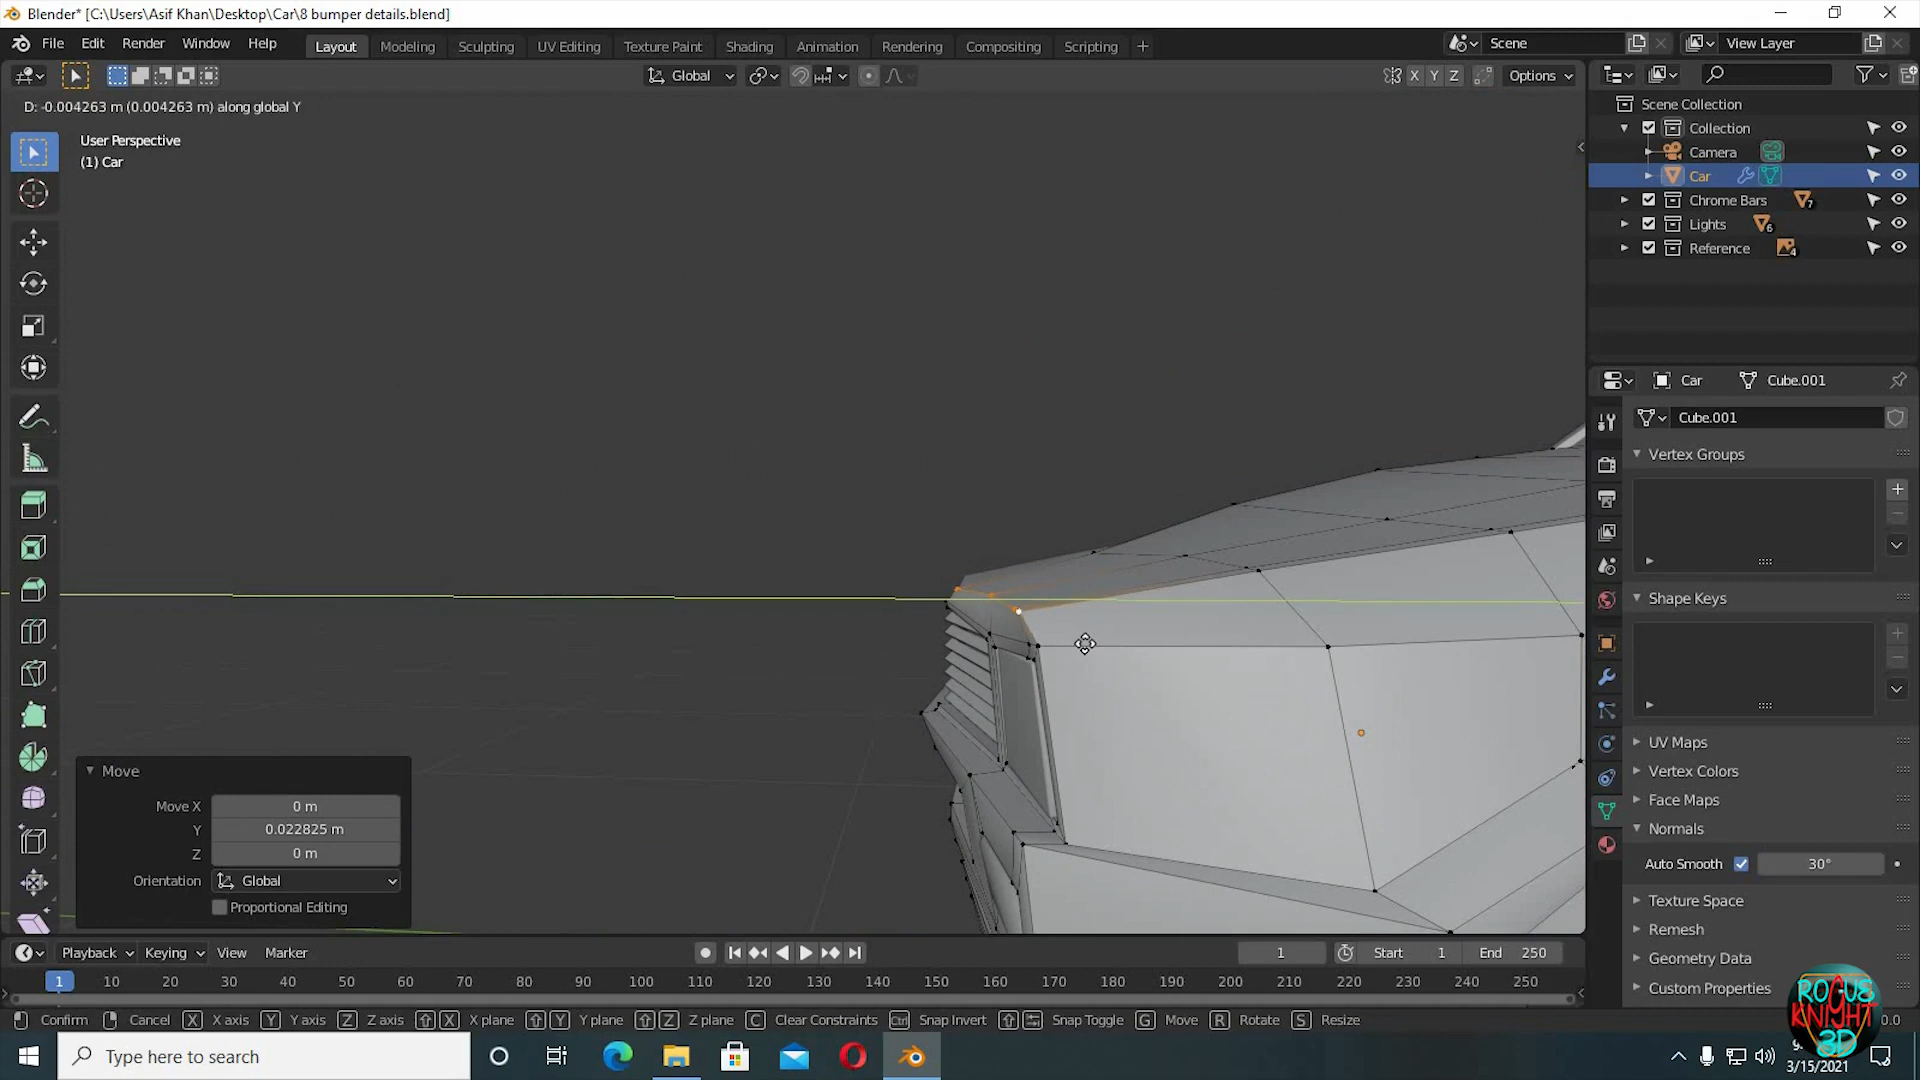 Blender* [C:\Users\Asif Khan\Desktop\Car\8 bumper details.blend]
File Edit Render Window Help Layout Modeling Sculpting UV Editing Texture Paint Shading Animation Rendering Compositing Scripting + Scene View Layer
Global X Y Z Options
D: -0.004263 m (0.004263 m) along global Y
User Perspective
(1) Car
Scene Collection
Collection
Camera
Car
Chrome Bars 7
Lights 6
Reference 4
Car Cube.001
Cube.001
Vertex Groups
Shape Keys
UV Maps
Vertex Colors
Face Maps
Normals
Auto Smooth 30°
Texture Space
Remesh
Geometry Data
Custom Properties
Move
Move X 0 m
Y 0.022825 m
Z 0 m
Orientation Global
Proportional Editing
Playback Keying View Marker 1 Start 1 End 250
1 10 20 30 40 50 60 70 80 90 100 110 120 130 140 150 160 170 180 190 200 210 220 230 240 250
Confirm Cancel X X axis Y Y axis Z Z axis X X plane Y Y plane Z Z plane C Clear Constraints Ctrl Snap Invert Snap Toggle G Move R Rotate S Resize
ROGUE
KNIGHT
3D
Type here to search
3/15/2021